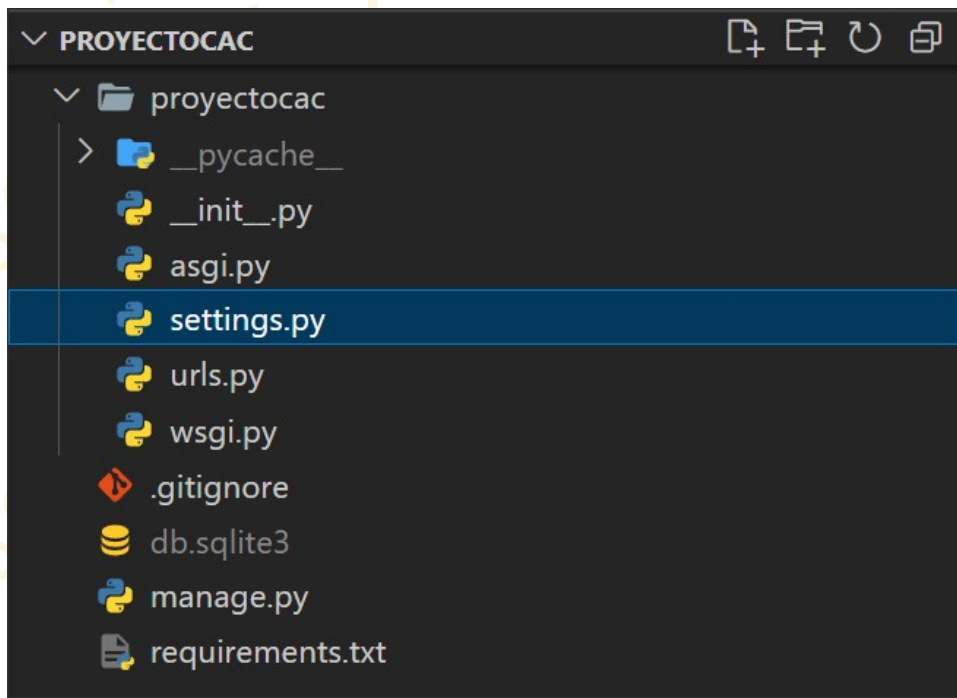 PROYECTOCAC
proyectocac
__pycache__
__init__.py
asgi.py
settings.py
urls.py
wsgi.py
.gitignore
db.sqlite3
manage.py
requirements.txt